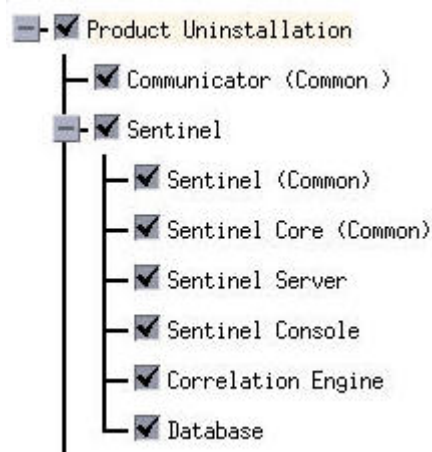 Product Uninstallation
Communicator (Common )
Sentinel
Sentinel (Common)
Sentinel Core (Common)
Sentinel Server
Sentinel Console
Correlation Engine
Database